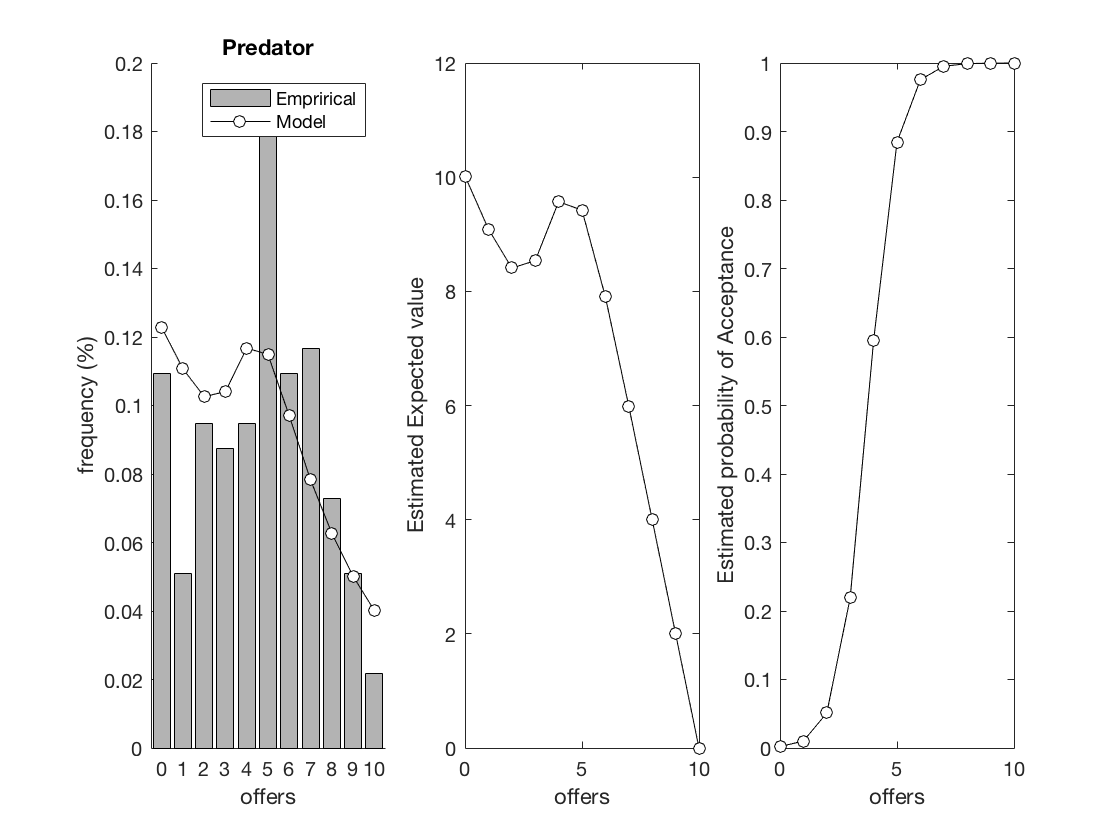 Predator
Emprirical
Model
0.2
0.18
0.16
0.14
0.12
0.1
0.08
0.06
0.04
0.02
0
frequency (%)
0 1 2 3 4 5 6 7 8 9 10
offers
12
10
8
6
4
2
0
Estimated Expected value
0 5 10
offers
1
0.9
0.8
0.7
0.6
0.5
0.4
0.3
0.2
0.1
0
Estimated probability of Acceptance
0 5 10
offers